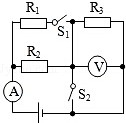 R₁ R₃
S₁
R₂ V
A S₂